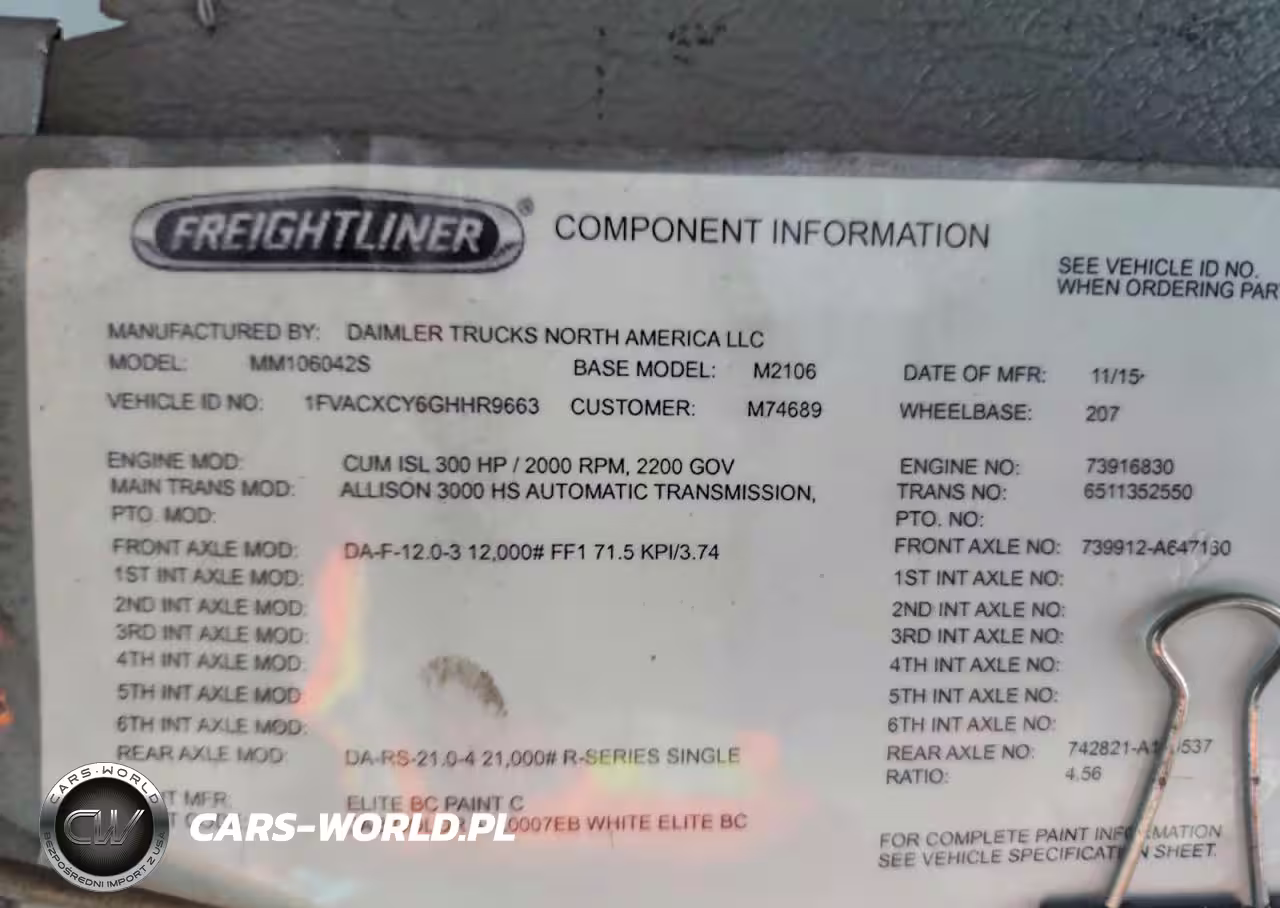 FREIGHTLINER® COMPONENT INFORMATION
SEE VEHICLE ID NO.
WHEN ORDERING PAR
MANUFACTURED BY: DAIMLER TRUCKS NORTH AMERICA LLC
MODEL: MM106042S BASE MODEL: M2106 DATE OF MFR: 11/15
VEHICLE ID NO: 1FVACXCY6GHHR9663 CUSTOMER: M74689 WHEELBASE: 207
ENGINE MOD: CUM ISL 300 HP / 2000 RPM, 2200 GOV ENGINE NO: 73916830
MAIN TRANS MOD: ALLISON 3000 HS AUTOMATIC TRANSMISSION, TRANS NO: 6511352550
PTO. MOD: PTO. NO:
FRONT AXLE MOD: DA-F-12.0-3 12,000# FF1 71.5 KPI/3.74 FRONT AXLE NO: 739912-A647160
1ST INT AXLE MOD: 1ST INT AXLE NO:
2ND INT AXLE MOD: 2ND INT AXLE NO:
3RD INT AXLE MOD: 3RD INT AXLE NO:
4TH INT AXLE MOD: 4TH INT AXLE NO:
5TH INT AXLE MOD: 5TH INT AXLE NO:
6TH INT AXLE MOD: 6TH INT AXLE NO:
REAR AXLE MOD: DA-RS-21.0-4 21,000# R-SERIES SINGLE REAR AXLE NO:
RATIO: 4.56
MFR: ELITE BC PAINT C
0007EB WHITE ELITE BC
FOR COMPLETE PAINT INFORMATION
SEE VEHICLE SPECIFICATION SHEET.
CARS-WORLD
CW
BEZPOŚREDNI IMPORT Z USA
CARS-WORLD.PL